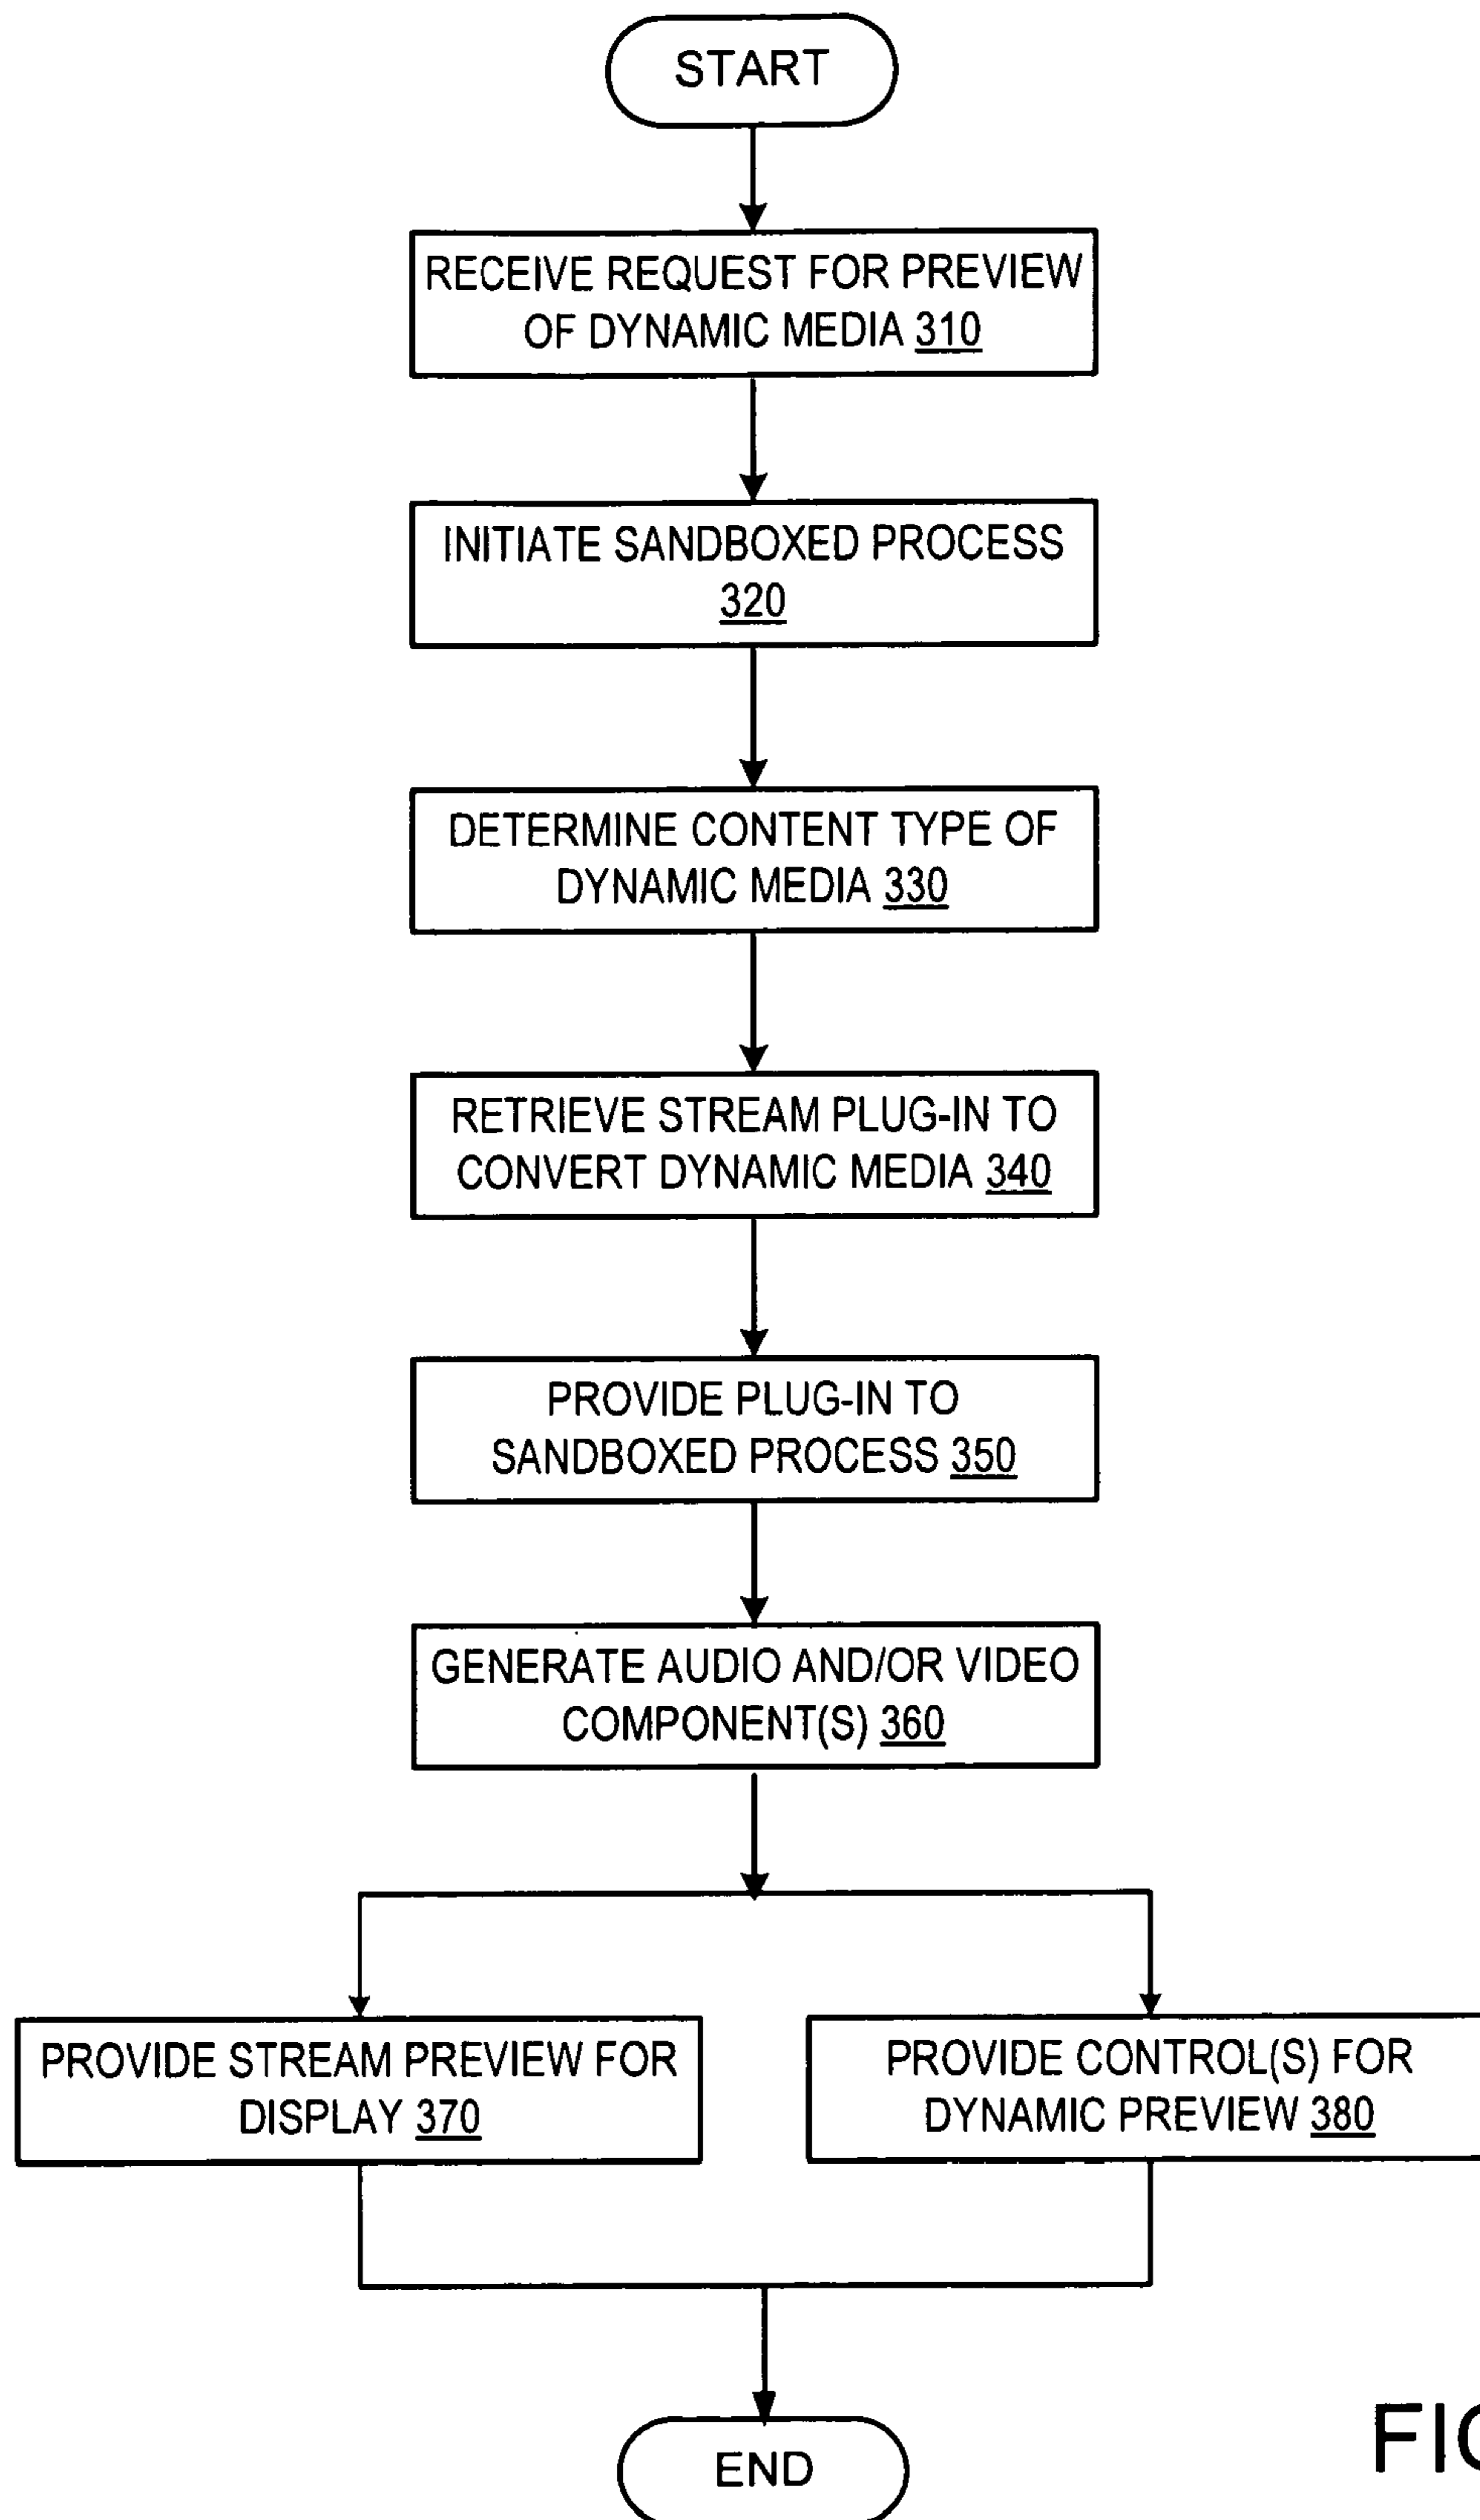 START
RECEIVE REQUEST FOR PREVIEW
OF DYNAMIC MEDIA 310
INITIATE SANDBOXED PROCESS
320
DETERMINE CONTENT TYPE OF
DYNAMIC MEDIA 330
RETRIEVE STREAM PLUG-IN TO
CONVERT DYNAMIC MEDIA 340
PROVIDE PLUG-IN TO
SANDBOXED PROCESS 350
GENERATE AUDIO AND/OR VIDEO
COMPONENT(S) 360
PROVIDE STREAM PREVIEW FOR
DISPLAY 370
PROVIDE CONTROL(S) FOR
DYNAMIC PREVIEW 380
END